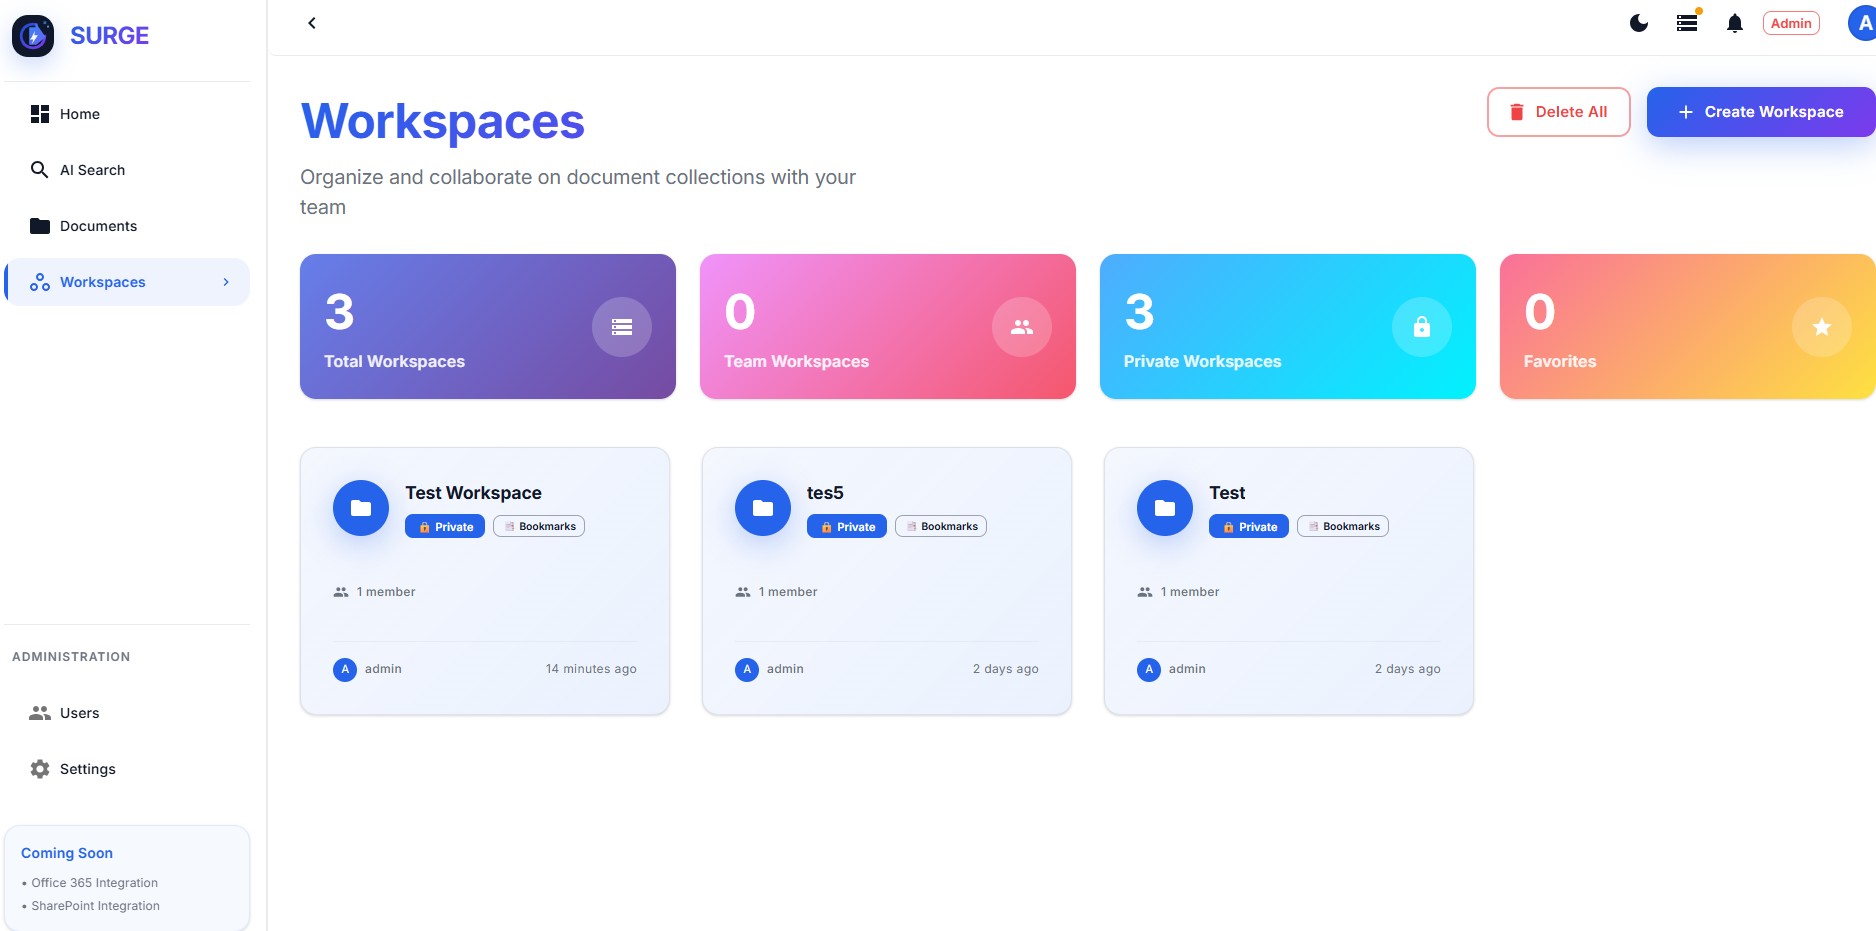 SURGE
Admin
A
Home
AI Search
Documents
Workspaces
ADMINISTRATION
Users
Settings
Coming Soon
• Office 365 Integration
• SharePoint Integration
Workspaces
Delete All
Create Workspace
Organize and collaborate on document collections with your
team
3
Total Workspaces
0
Team Workspaces
3
Private Workspaces
0
Favorites
Test Workspace
Private Bookmarks
1 member
A admin 14 minutes ago
tes5
Private Bookmarks
1 member
A admin 2 days ago
Test
Private Bookmarks
1 member
A admin 2 days ago